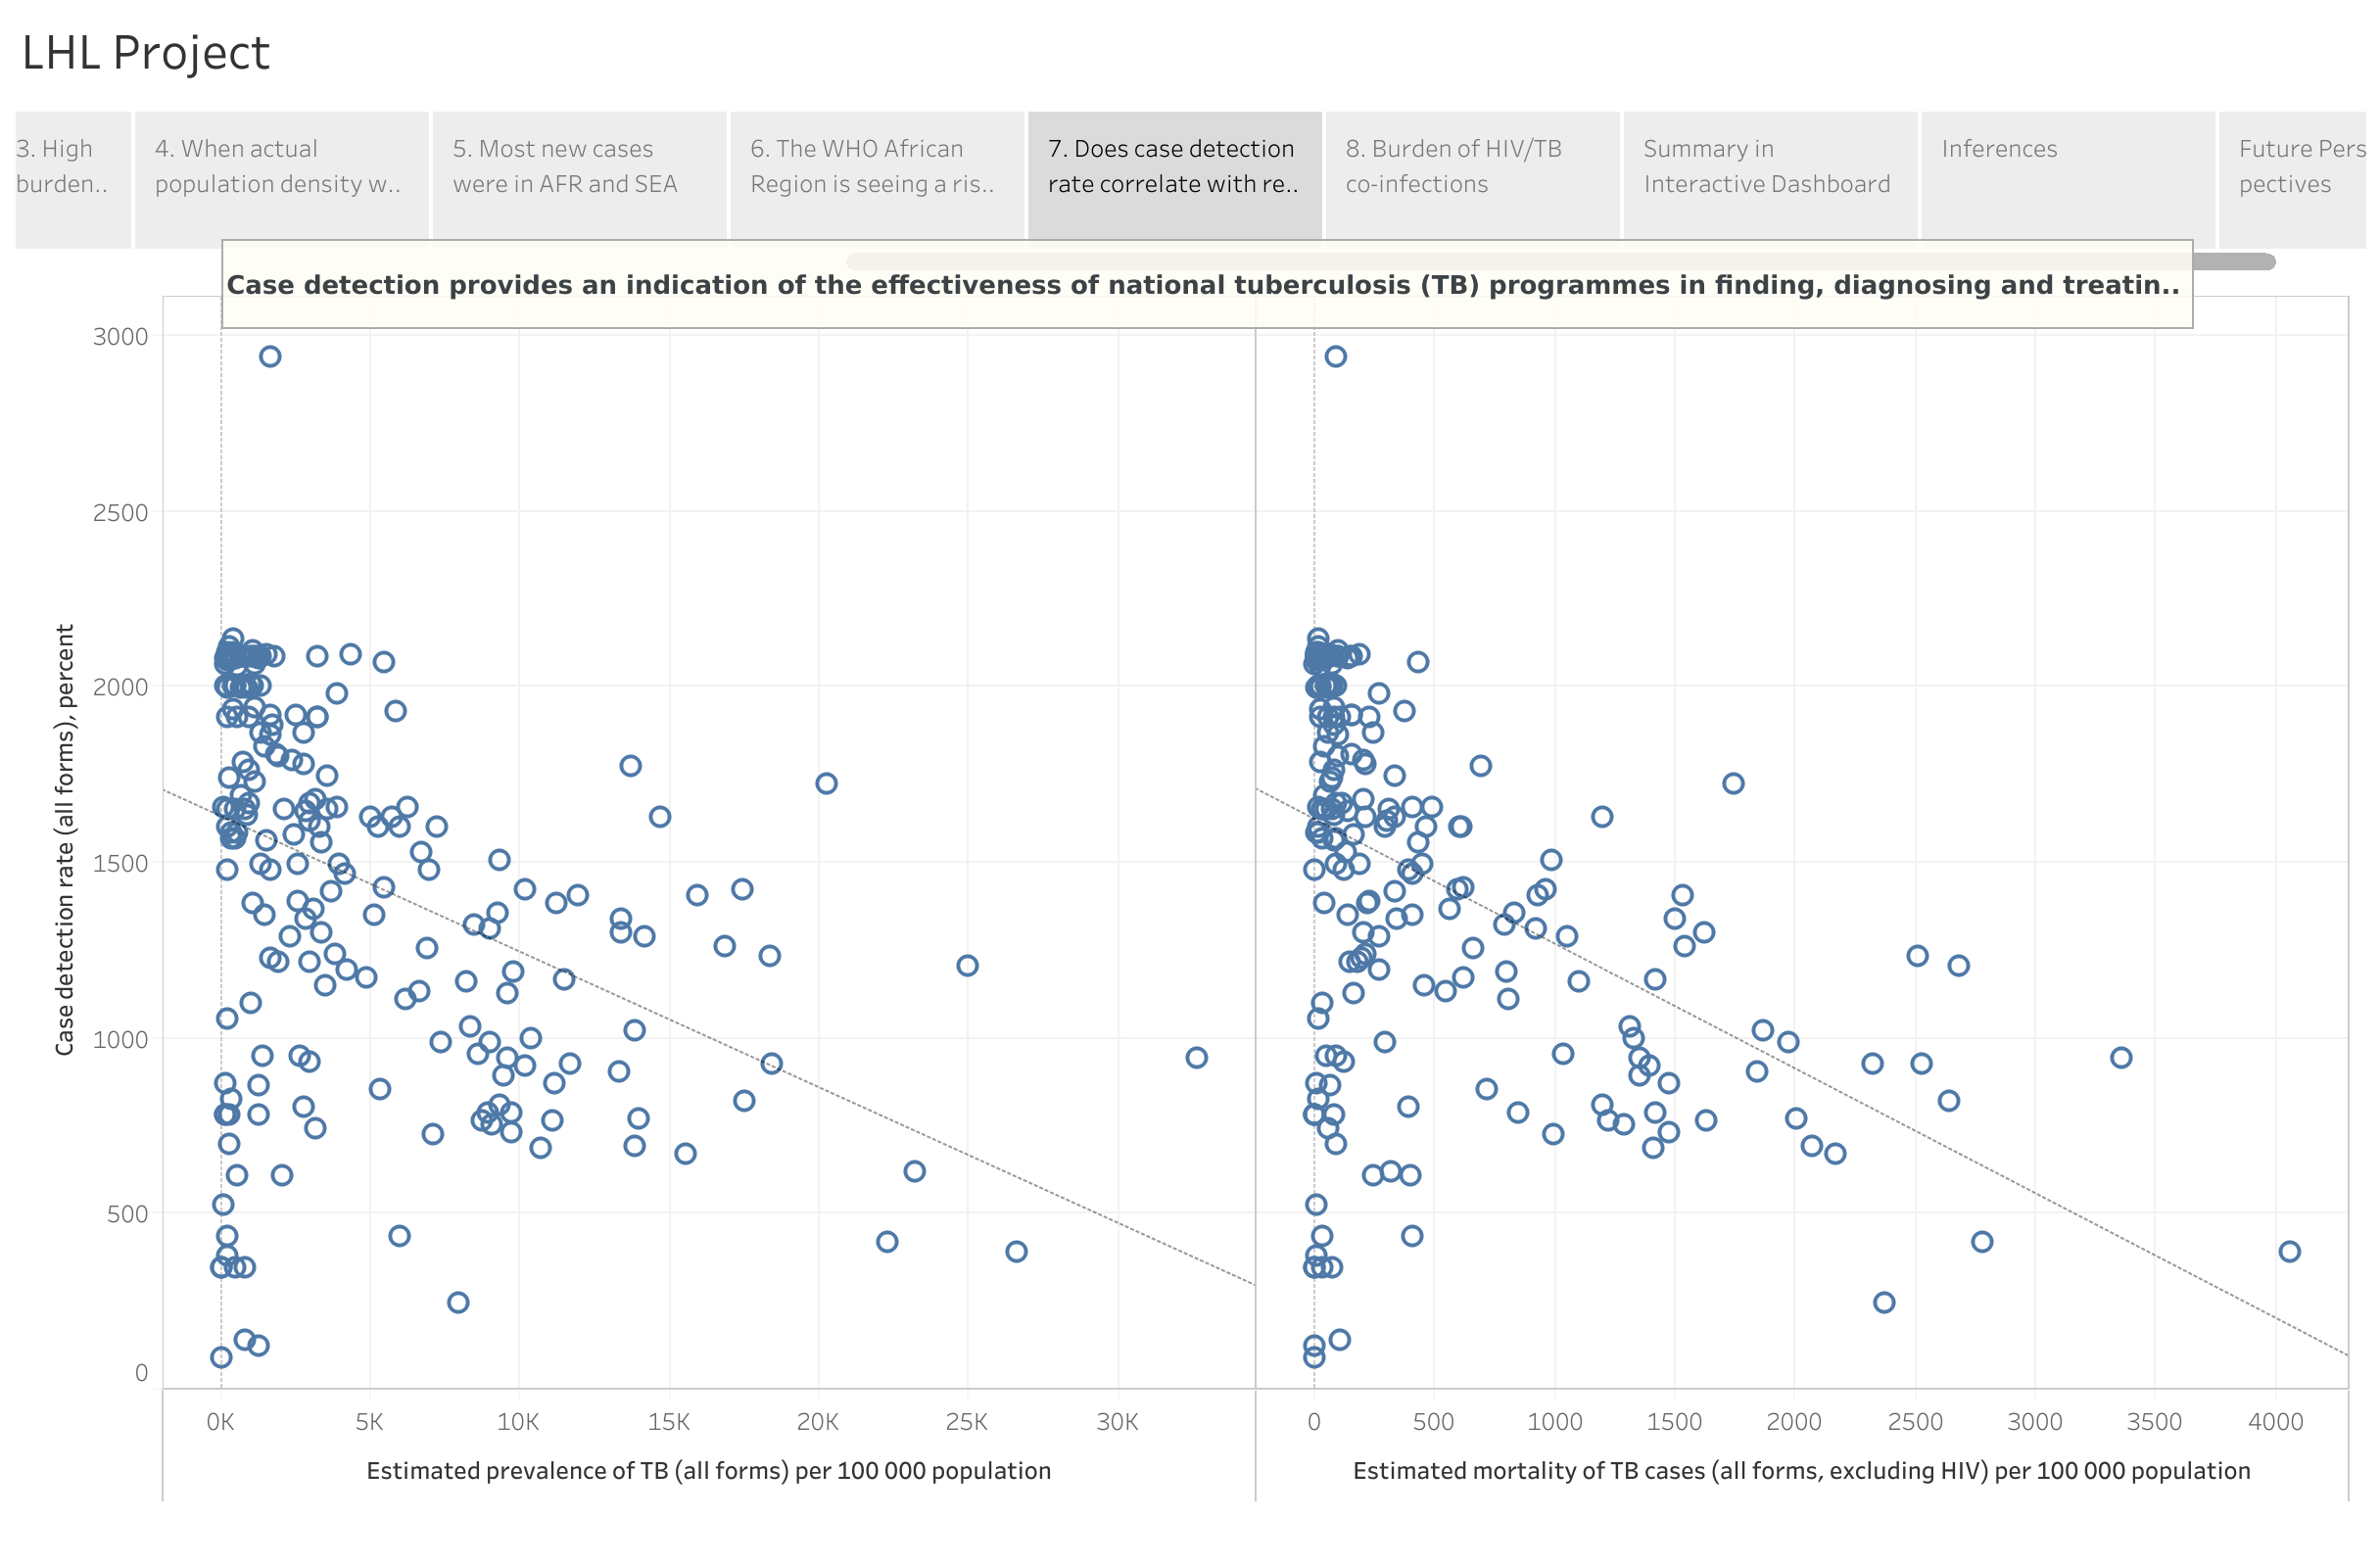 LHL Project
3. High
burden..
4. When actual
population density w..
5. Most new cases
were in AFR and SEA
6. The WHO African
Region is seeing a ris..
7. Does case detection
rate correlate with re..
8. Burden of HIV/TB
co-infections
Summary in
Interactive Dashboard
Inferences
Future Pers
pectives
Case detection provides an indication of the effectiveness of national tuberculosis (TB) programmes in finding, diagnosing and treatin..
Case detection rate (all forms), percent
3000
2500
2000
1500
1000
500
0
0K 5K 10K 15K 20K 25K 30K
0 500 1000 1500 2000 2500 3000 3500 4000
Estimated prevalence of TB (all forms) per 100 000 population
Estimated mortality of TB cases (all forms, excluding HIV) per 100 000 population